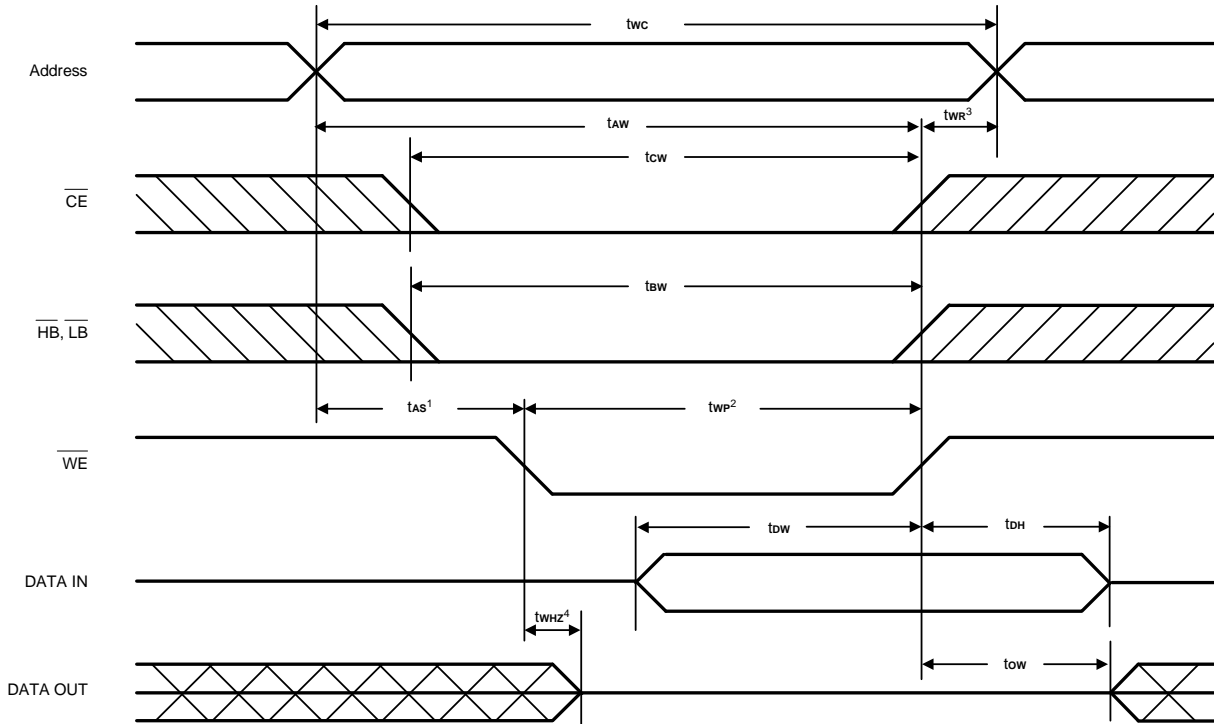 tWC
Address
tAW
tWR³
tCW
CE
tBW
HB, LB
tAS¹
tWP²
WE
tDW
tDH
DATA IN
tWHZ⁴
tOW
DATA OUT